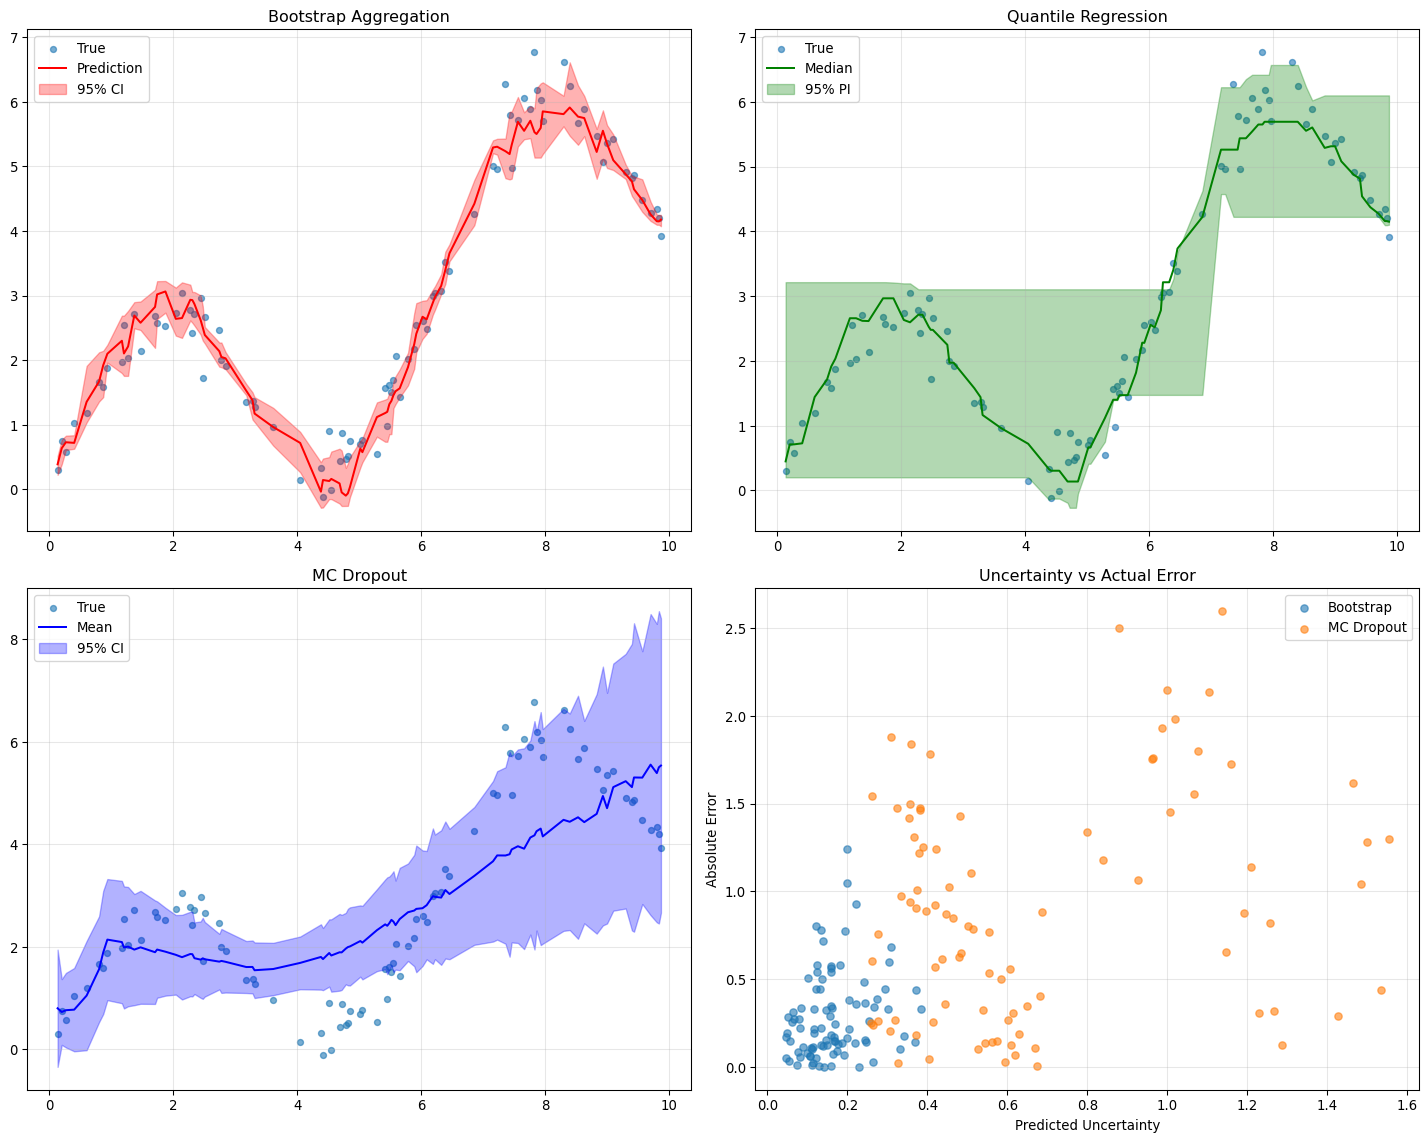 Bootstrap Aggregation
7
6
5
4
3
2
1
0
True
Prediction
95% CI
0 2 4 6 8 10
Quantile Regression
7
6
5
4
3
2
1
0
True
Median
95% PI
0 2 4 6 8 10
MC Dropout
8
6
4
2
0
True
Mean
95% CI
0 2 4 6 8 10
Uncertainty vs Actual Error
Absolute Error
2.5
2.0
1.5
1.0
0.5
0.0
Bootstrap
MC Dropout
0.0 0.2 0.4 0.6 0.8 1.0 1.2 1.4 1.6
Predicted Uncertainty